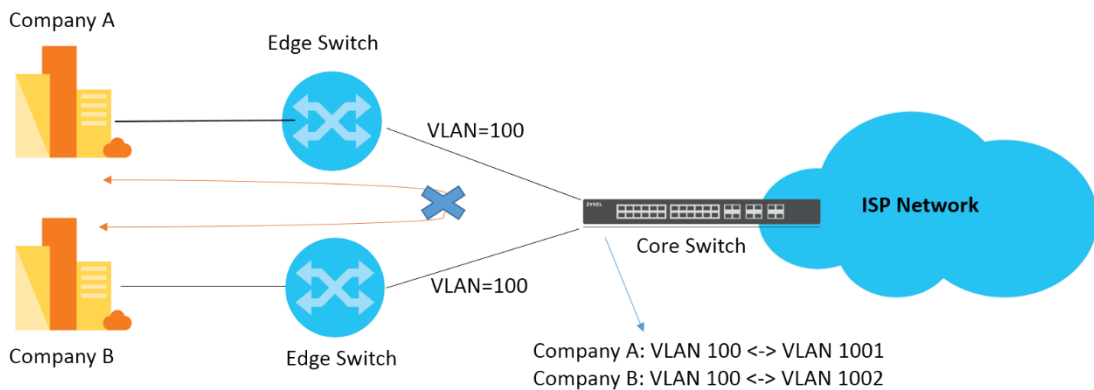 Company A
Edge Switch
VLAN=100
ZYXEL
ISP Network
Core Switch
VLAN=100
Company B
Edge Switch
Company A: VLAN 100 <-> VLAN 1001
Company B: VLAN 100 <-> VLAN 1002